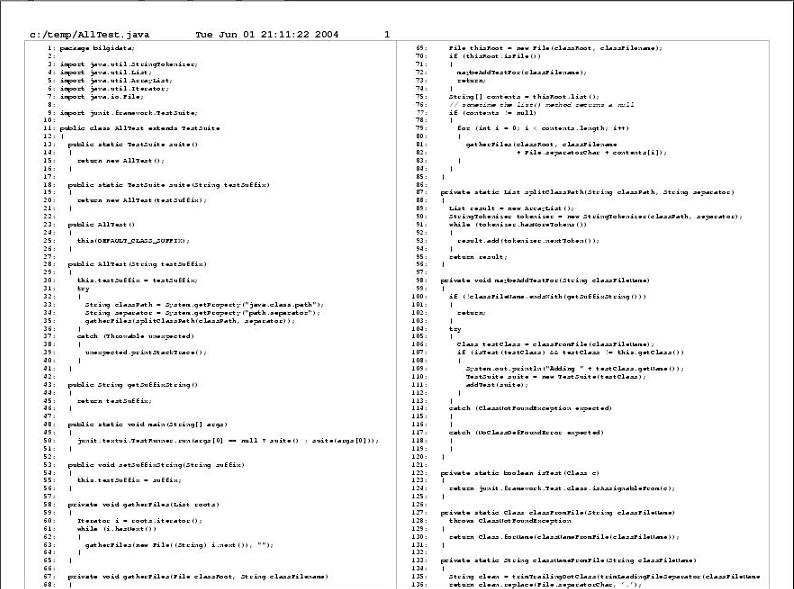 c:/temp/AllTest.java Tue Jun 01 21:11:22 2004 1
1: package bilgidata;
2:
3: import java.util.StringTokenizer;
4: import java.util.List;
5: import java.util.ArrayList;
6: import java.util.Iterator;
7: import java.io.File;
8:
9: import junit.framework.TestSuite;
10:
11: public class AllTest extends TestSuite
12: {
13: public static TestSuite suite()
14: {
15: return new AllTest();
16: }
17:
18: public static TestSuite suite(String testSuffix)
19: {
20: return new AllTest(testSuffix);
21: }
22:
23: public AllTest()
24: {
25: this(DEFAULT_CLASS_SUFFIX);
26: }
27:
28: public AllTest(String testSuffix)
29: {
30: this.testSuffix = testSuffix;
31: try
32: {
33: String classPath = System.getProperty("java.class.path");
34: String separator = System.getProperty("path.separator");
35: gatherFiles(splitClassPath(classPath, separator));
36: }
37: catch (Throwable unexpected)
38: {
39: unexpected.printStackTrace();
40: }
41: }
42:
43: public String getSuffixString()
44: {
45: return testSuffix;
46: }
47:
48: public static void main(String[] args)
49: {
50: junit.textui.TestRunner.run(args[0] == null ? suite() : suite(args[0]));
51: }
52:
53: public void setSuffixString(String suffix)
54: {
55: this.testSuffix = suffix;
56: }
57:
58: private void gatherFiles(List roots)
59: {
60: Iterator i = roots.iterator();
61: while (i.hasNext())
62: {
63: gatherFiles(new File((String) i.next()), "");
64: }
65: }
66:
67: private void gatherFiles(File classRoot, String classFilename)
68: {
69: File thisRoot = new File(classRoot, classFilename);
70: if (thisRoot.isFile())
71: {
72: maybeAddTestFor(classFilename);
73: return;
74: }
75: String[] contents = thisRoot.list();
76: // sometime the list() method returns a null
77: if (contents != null)
78: {
79: for (int i = 0; i < contents.length; i++)
80: {
81: gatherFiles(classRoot, classFilename
82: + File.separatorChar + contents[i]);
83: }
84: }
85: }
86:
87: private static List splitClassPath(String classPath, String separator)
88: {
89: List result = new ArrayList();
90: StringTokenizer tokenizer = new StringTokenizer(classPath, separator);
91: while (tokenizer.hasMoreTokens())
92: {
93: result.add(tokenizer.nextToken());
94: }
95: return result;
96: }
97:
98: private void maybeAddTestFor(String classFileName)
99: {
100: if (!classFileName.endsWith(getSuffixString()))
101: {
102: return;
103: }
104: try
105: {
106: Class testClass = classFromFile(classFileName);
107: if (isTest(testClass) && testClass != this.getClass())
108: {
109: System.out.println("Adding " + testClass.getName());
110: TestSuite suite = new TestSuite(testClass);
111: addTest(suite);
112: }
113: }
114: catch (ClassNotFoundException expected)
115: {
116: }
117: catch (NoClassDefFoundError expected)
118: {
119: }
120: }
121:
122: private static boolean isTest(Class c)
123: {
124: return junit.framework.Test.class.isAssignableFrom(c);
125: }
126:
127: private static Class classFromFile(String classFileName)
128: throws ClassNotFoundException
129: {
130: return Class.forName(classNameFromFile(classFileName));
131: }
132:
133: private static String classNameFromFile(String classFileName)
134: {
135: String clean = trimTrailingDotClass(trimLeadingFileSeparator(classFileName
136: return clean.replace(File.separatorChar, '.');